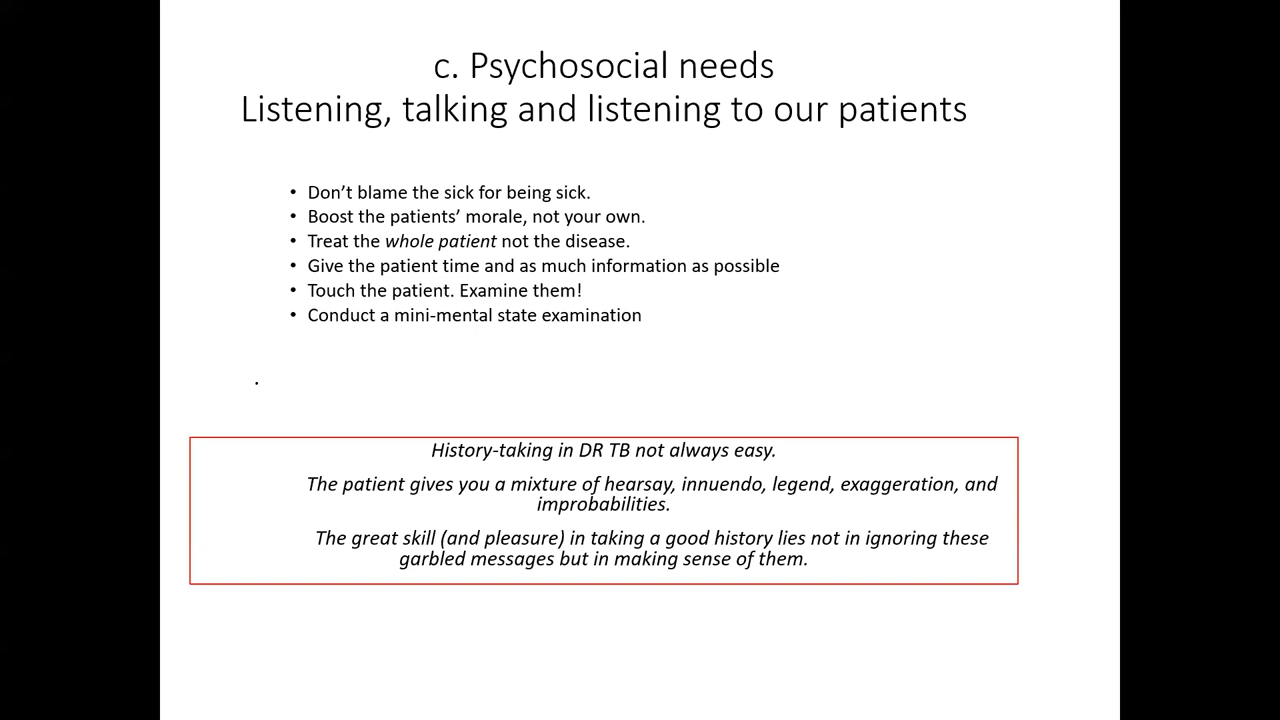 c. Psychosocial needs
Listening, talking and listening to our patients
• Don’t blame the sick for being sick.
• Boost the patients’ morale, not your own.
• Treat the whole patient not the disease.
• Give the patient time and as much information as possible
• Touch the patient. Examine them!
• Conduct a mini-mental state examination
.
History-taking in DR TB not always easy.
The patient gives you a mixture of hearsay, innuendo, legend, exaggeration, and
improbabilities.
The great skill (and pleasure) in taking a good history lies not in ignoring these
garbled messages but in making sense of them.